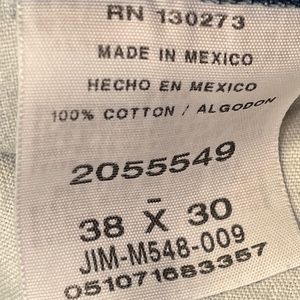 RN 130273
MADE IN MEXICO
HECHO EN MEXICO
100% COTTON / ALGODON
2055549
38 X 30
JIM-M548-009
051071683357